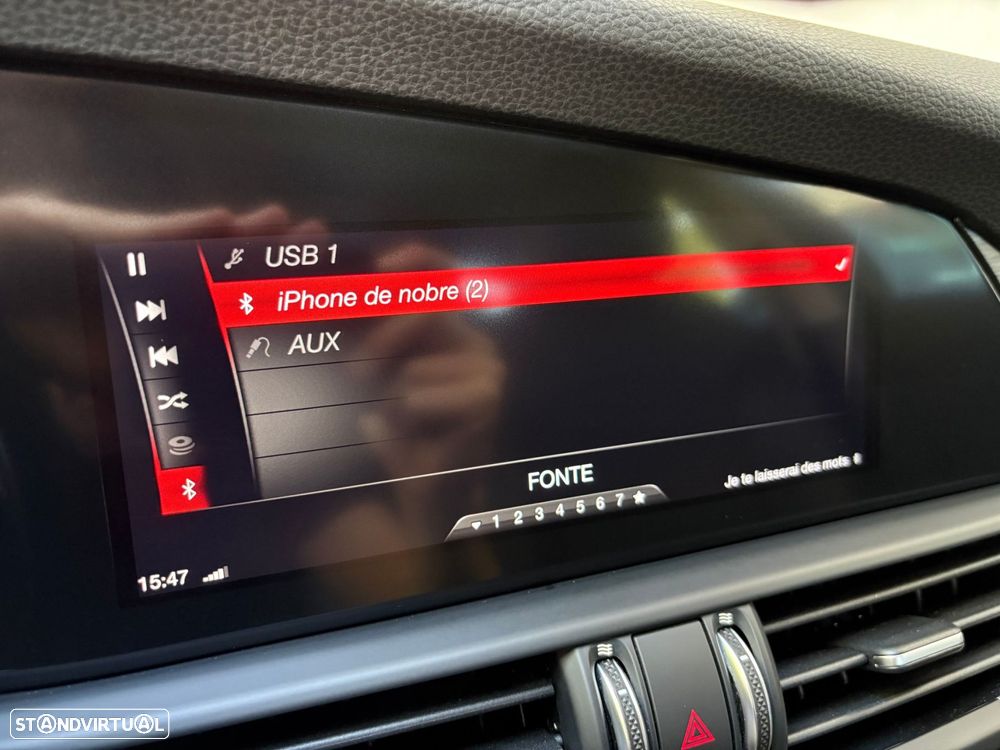 USB 1
iPhone de nobre (2)
AUX
FONTE
Je te laisserai des mots
1 2 3 4 5 6 7
15:47
STANDVIRTUAL